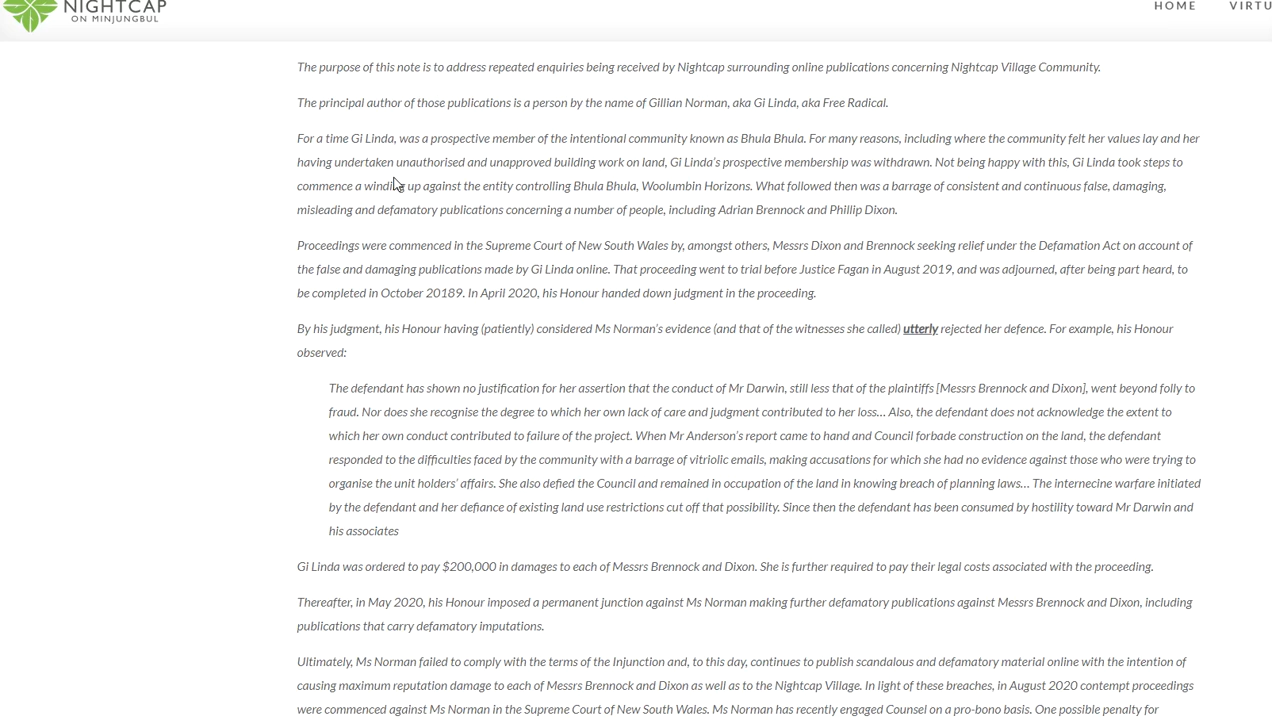 NIGHTCAP
ON MINJUNGBUL
HOME VIRTU
The purpose of this note is to address repeated enquiries being received by Nightcap surrounding online publications concerning Nightcap Village Community.
The principal author of those publications is a person by the name of Gillian Norman, aka Gi Linda, aka Free Radical.
For a time Gi Linda, was a prospective member of the intentional community known as Bhula Bhula. For many reasons, including where the community felt her values lay and her
having undertaken unauthorised and unapproved building work on land, Gi Linda's prospective membership was withdrawn. Not being happy with this, Gi Linda took steps to
commence a winding up against the entity controlling Bhula Bhula, Woolumbin Horizons. What followed then was a barrage of consistent and continuous false, damaging,
misleading and defamatory publications concerning a number of people, including Adrian Brennock and Phillip Dixon.
Proceedings were commenced in the Supreme Court of New South Wales by, amongst others, Messrs Dixon and Brennock seeking relief under the Defamation Act on account of
the false and damaging publications made by Gi Linda online. That proceeding went to trial before Justice Fagan in August 2019, and was adjourned, after being part heard, to
be completed in October 20189. In April 2020, his Honour handed down judgment in the proceeding.
By his judgment, his Honour having (patiently) considered Ms Norman's evidence (and that of the witnesses she called) utterly rejected her defence. For example, his Honour
observed:
The defendant has shown no justification for her assertion that the conduct of Mr Darwin, still less that of the plaintiffs [Messrs Brennock and Dixon], went beyond folly to
fraud. Nor does she recognise the degree to which her own lack of care and judgment contributed to her loss… Also, the defendant does not acknowledge the extent to
which her own conduct contributed to failure of the project. When Mr Anderson's report came to hand and Council forbade construction on the land, the defendant
responded to the difficulties faced by the community with a barrage of vitriolic emails, making accusations for which she had no evidence against those who were trying to
organise the unit holders' affairs. She also defied the Council and remained in occupation of the land in knowing breach of planning laws… The internecine warfare initiated
by the defendant and her defiance of existing land use restrictions cut off that possibility. Since then the defendant has been consumed by hostility toward Mr Darwin and
his associates
Gi Linda was ordered to pay $200,000 in damages to each of Messrs Brennock and Dixon. She is further required to pay their legal costs associated with the proceeding.
Thereafter, in May 2020, his Honour imposed a permanent junction against Ms Norman making further defamatory publications against Messrs Brennock and Dixon, including
publications that carry defamatory imputations.
Ultimately, Ms Norman failed to comply with the terms of the Injunction and, to this day, continues to publish scandalous and defamatory material online with the intention of
causing maximum reputation damage to each of Messrs Brennock and Dixon as well as to the Nightcap Village. In light of these breaches, in August 2020 contempt proceedings
were commenced against Ms Norman in the Supreme Court of New South Wales. Ms Norman has recently engaged Counsel on a pro-bono basis. One possible penalty for